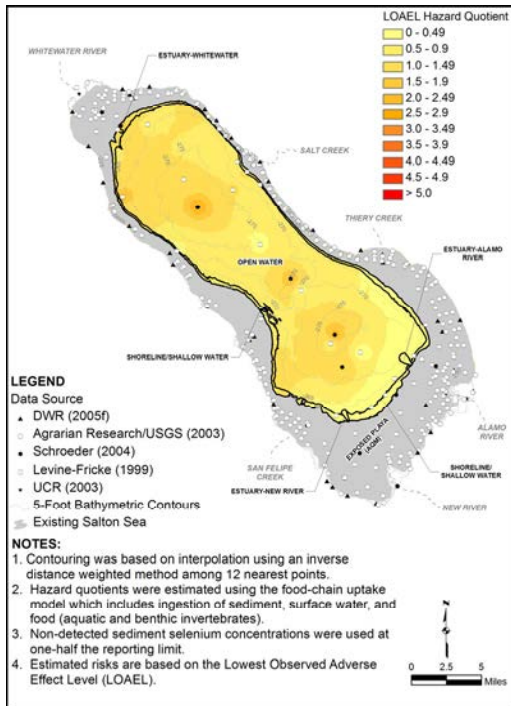 LOAEL Hazard Quotient
0 - 0.49
0.5 - 0.9
1.0 - 1.49
1.5 - 1.9
2.0 - 2.49
2.5 - 2.9
3.0 - 3.49
3.5 - 3.9
4.0 - 4.49
4.5 - 4.9
> 5.0
WHITEWATER RIVER
ESTUARY-WHITEWATER
SALT CREEK
THIERY CREEK
ESTUARY-ALAMO
RIVER
OPEN WATER
SHORELINE/SHALLOW WATER
ALAMO
RIVER
EXPOSED PLAYA
(AQM)
SAN FELIPE
CREEK
SHORELINE/
SHALLOW WATER
ESTUARY-NEW RIVER
NEW RIVER
LEGEND
Data Source
DWR (2005f)
Agrarian Research/USGS (2003)
Schroeder (2004)
Levine-Fricke (1999)
UCR (2003)
5-Foot Bathymetric Contours
Existing Salton Sea
NOTES:
1. Contouring was based on interpolation using an inverse
distance weighted method among 12 nearest points.
2. Hazard quotients were estimated using the food-chain uptake
model which includes ingestion of sediment, surface water, and
food (aquatic and benthic invertebrates).
3. Non-detected sediment selenium concentrations were used at
one-half the reporting limit.
4. Estimated risks are based on the Lowest Observed Adverse
Effect Level (LOAEL).
N
0 2.5 5
Miles